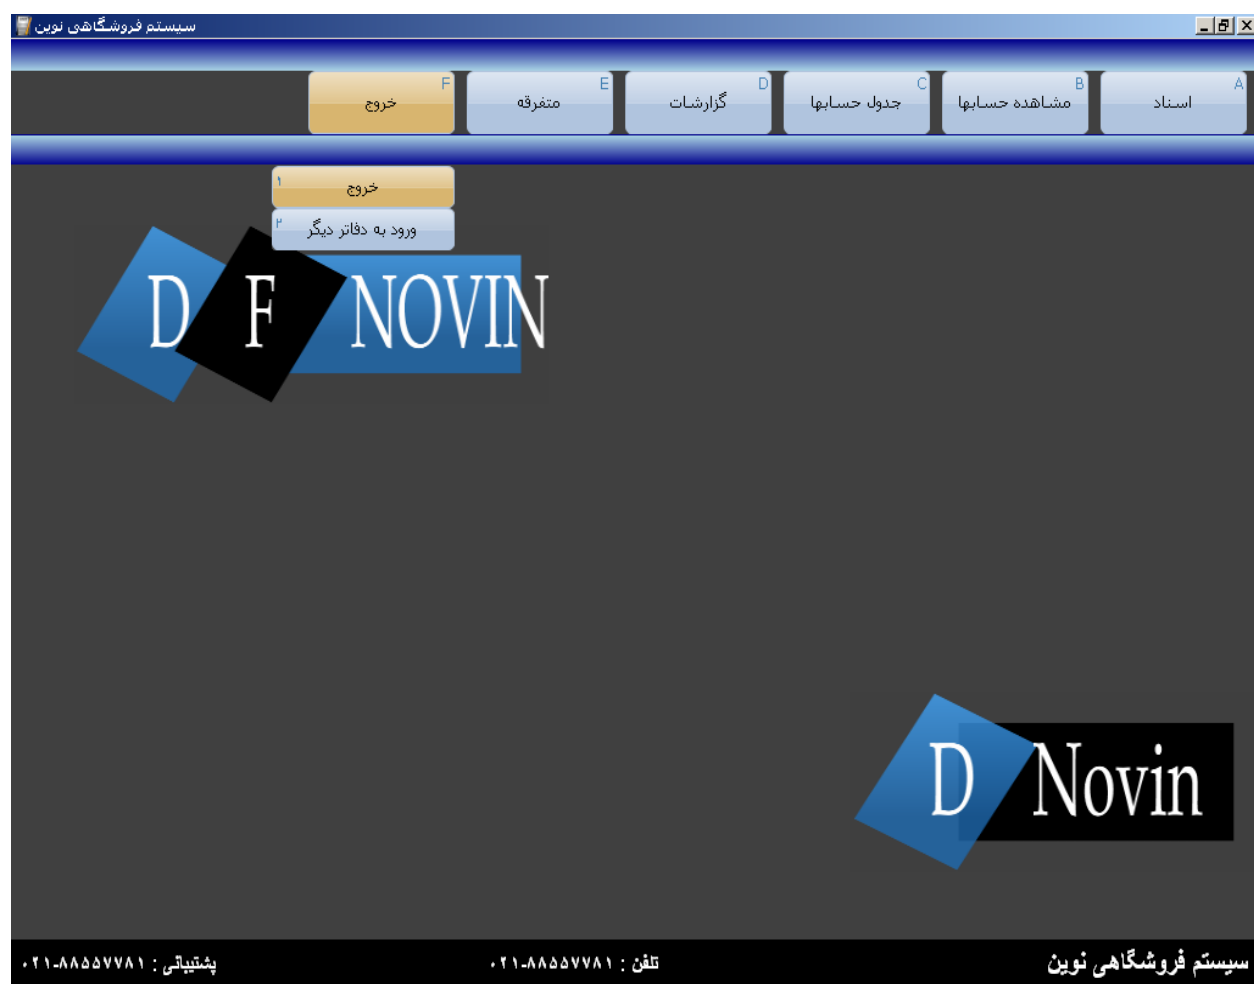 سیستم فروشگاهی نوین
A اسناد
B مشاهده حسابها
C جدول حسابها
D گزارشات
E متفرقه
F خروج
خروج ۱
ورود به دفاتر دیگر ۲
D F NOVIN
D Novin
سیستم فروشگاهی نوین
تلفن : ۰۲۱-۸۸۵۵۷۷۸۱
پشتیبانی : ۰۲۱-۸۸۵۵۷۷۸۱